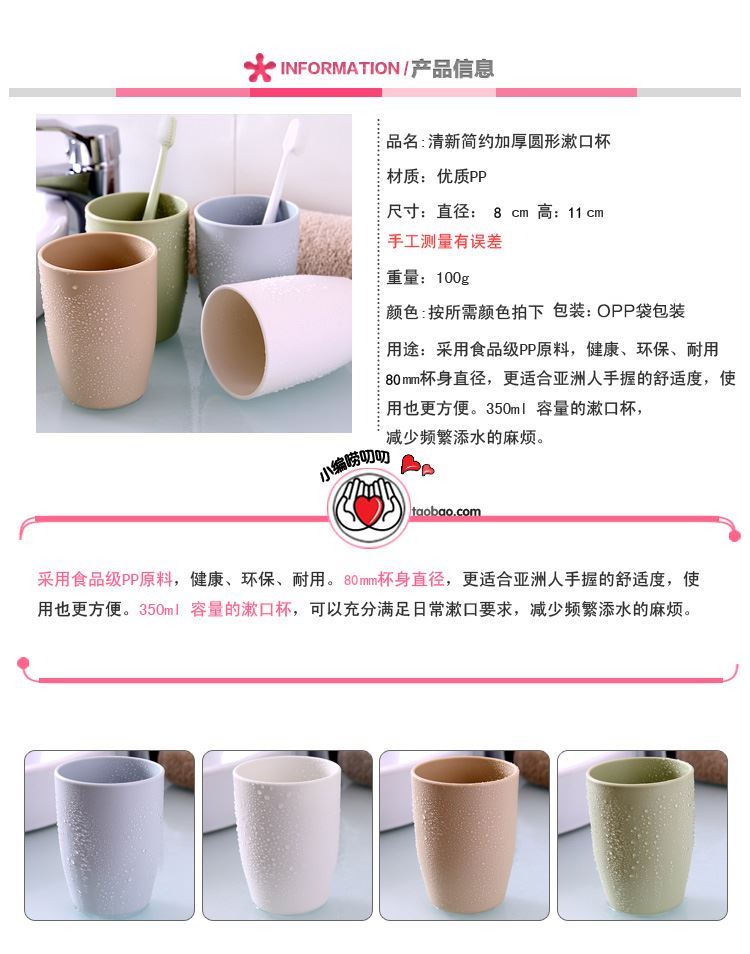 INFORMATION / 产品信息
品名:清新简约加厚圆形漱口杯
材质：优质PP
尺寸：直径： 8 cm 高：11cm
手工测量有误差
重量：100g
颜色:按所需颜色拍下 包装：OPP袋包装
用途：采用食品级PP原料，健康、环保、耐用
80mm杯身直径，更适合亚洲人手握的舒适度，使
用也更方便。350ml 容量的漱口杯，
减少频繁添水的麻烦。
小编唠叨叨
taobao.com
采用食品级PP原料，健康、环保、耐用。80mm杯身直径，更适合亚洲人手握的舒适度，使
用也更方便。350ml 容量的漱口杯，可以充分满足日常漱口要求，减少频繁添水的麻烦。